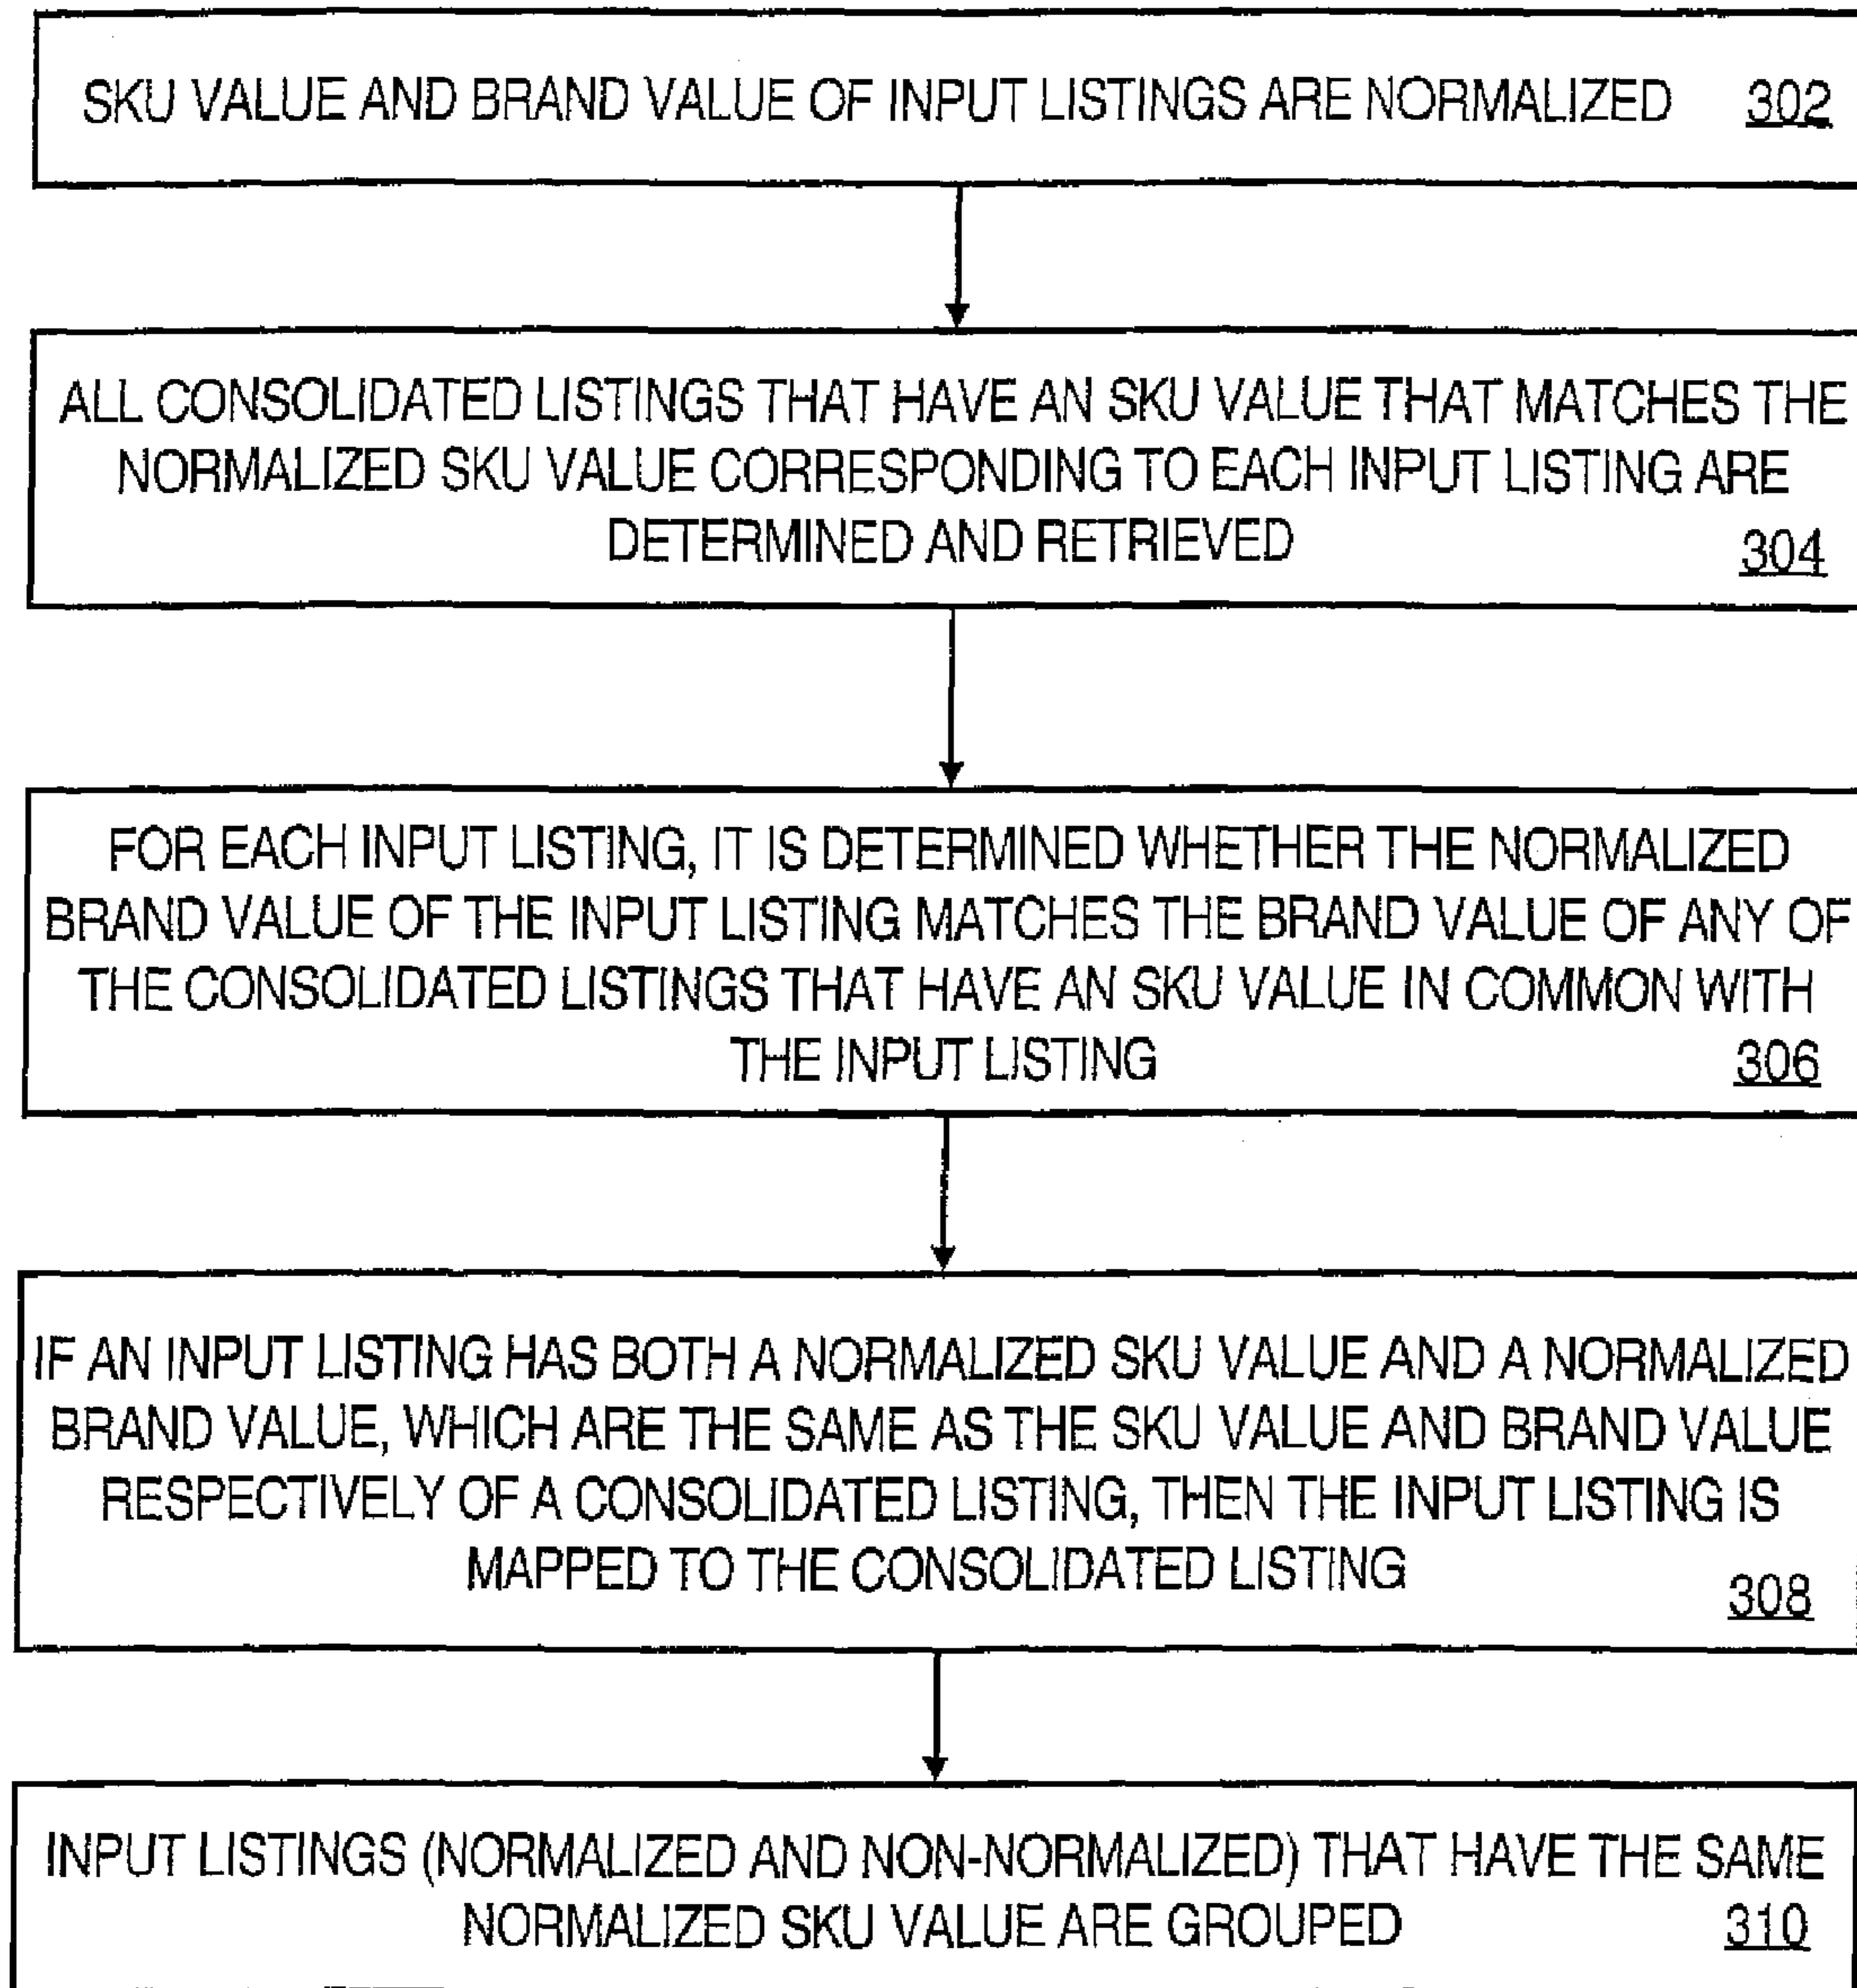 SKU VALUE AND BRAND VALUE OF INPUT LISTINGS ARE NORMALIZED 302
ALL CONSOLIDATED LISTINGS THAT HAVE AN SKU VALUE THAT MATCHES THE
NORMALIZED SKU VALUE CORRESPONDING TO EACH INPUT LISTING ARE
DETERMINED AND RETRIEVED 304
FOR EACH INPUT LISTING, IT IS DETERMINED WHETHER THE NORMALIZED
BRAND VALUE OF THE INPUT LISTING MATCHES THE BRAND VALUE OF ANY OF
THE CONSOLIDATED LISTINGS THAT HAVE AN SKU VALUE IN COMMON WITH
THE INPUT LISTING 306
IF AN INPUT LISTING HAS BOTH A NORMALIZED SKU VALUE AND A NORMALIZED
BRAND VALUE, WHICH ARE THE SAME AS THE SKU VALUE AND BRAND VALUE
RESPECTIVELY OF A CONSOLIDATED LISTING, THEN THE INPUT LISTING IS
MAPPED TO THE CONSOLIDATED LISTING 308
INPUT LISTINGS (NORMALIZED AND NON-NORMALIZED) THAT HAVE THE SAME
NORMALIZED SKU VALUE ARE GROUPED 310